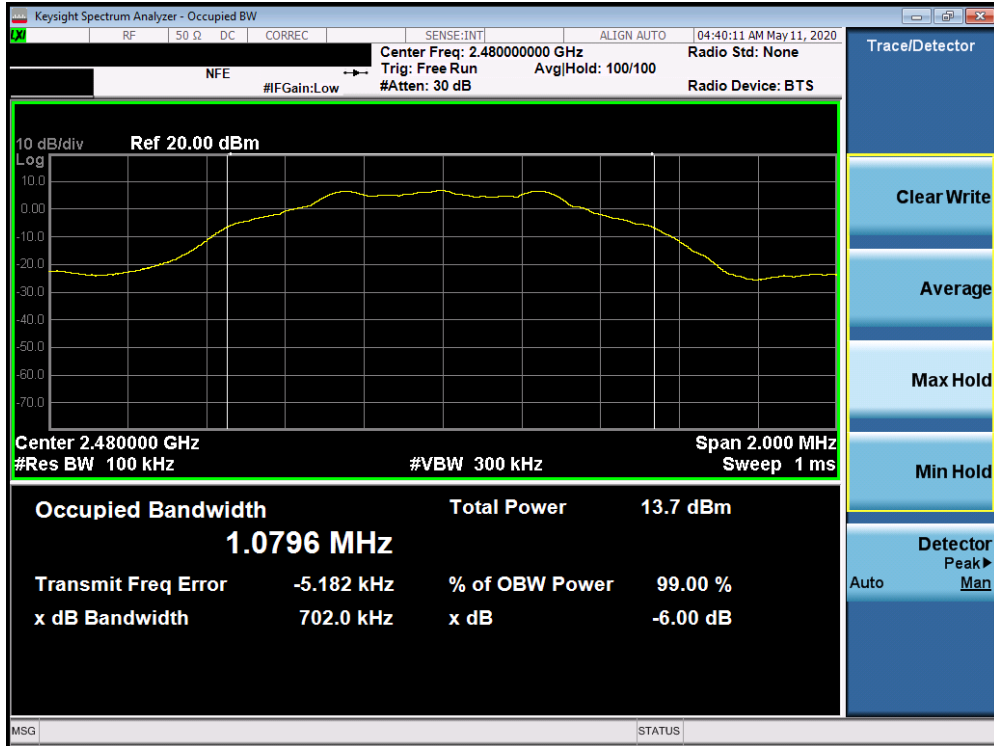 Keysight Spectrum Analyzer - Occupied BW
LXI RF 50 Ω DC CORREC SENSE:INT ALIGN AUTO 04:40:11 AM May 11, 2020
Center Freq: 2.480000000 GHz Radio Std: None
NFE Trig: Free Run Avg|Hold: 100/100
#IFGain:Low #Atten: 30 dB Radio Device: BTS
10 dB/div Ref 20.00 dBm
Log
10.0
0.00
-10.0
-20.0
-30.0
-40.0
-50.0
-60.0
-70.0
Center 2.480000 GHz Span 2.000 MHz
#Res BW 100 kHz #VBW 300 kHz Sweep 1 ms
Occupied Bandwidth Total Power 13.7 dBm
1.0796 MHz
Transmit Freq Error -5.182 kHz % of OBW Power 99.00 %
x dB Bandwidth 702.0 kHz x dB -6.00 dB
MSG STATUS
Trace/Detector
Clear Write
Average
Max Hold
Min Hold
Detector
Peak▶
Auto Man